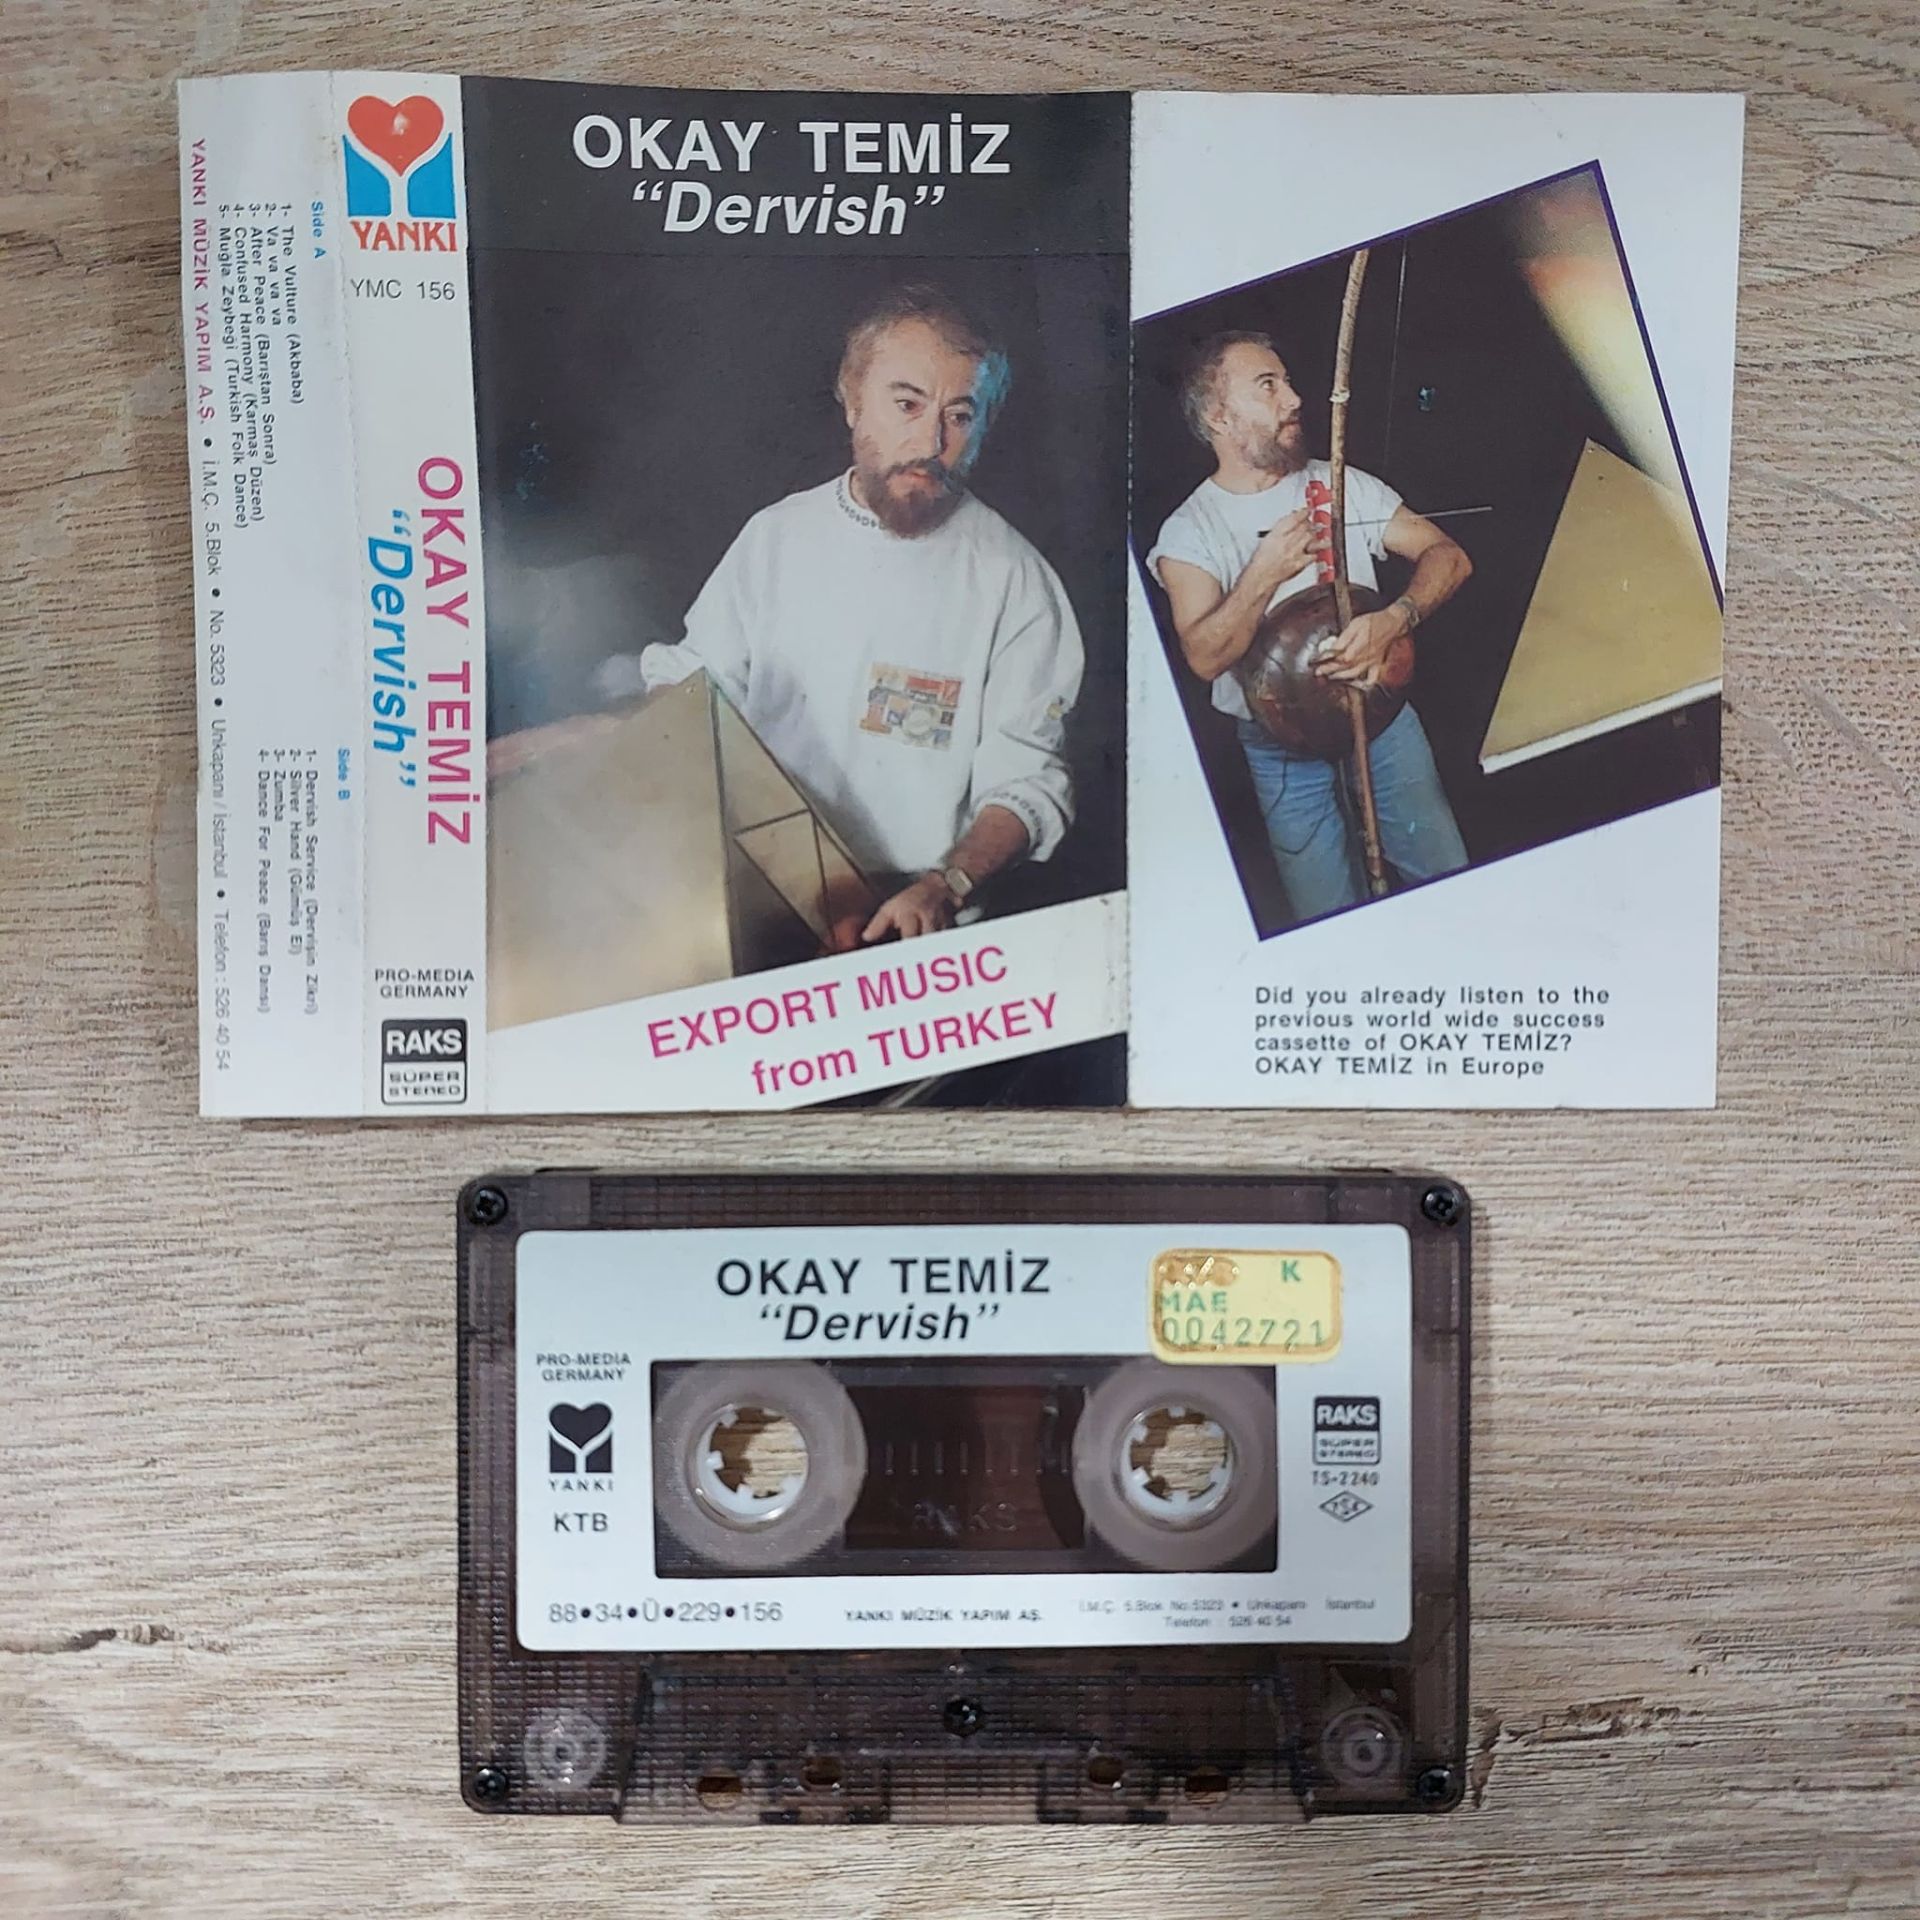 YANKI MÜZİK YAPIM A.Ş. • İ.M.Ç. 5.Blok • No. 5323 • Unkapanı / İstanbul • Telefon : 526 40 54
Side A
1- The Vulture (Akbaba)
2- Va va va va
3- After Peace (Barıştan Sonra)
4- Confused Harmony (Karmaş Düzen)
5- Muğla Zeybeği (Turkish Folk Dance)
Side B
1- Dervish Service (Dervişin Zikri)
2- Silver Hand (Gümüş El)
3- Zumba
4- Dance For Peace (Barış Dansı)
YANKI
YMC 156
OKAY TEMİZ
“Dervish”
PRO-MEDIA
GERMANY
RAKS
SÜPER
STEREO
OKAY TEMİZ
“Dervish”
EXPORT MUSIC
from TURKEY
Did you already listen to the
previous world wide success
cassette of OKAY TEMİZ?
OKAY TEMİZ in Europe
OKAY TEMİZ
“Dervish”
K
MAE
0042721
PRO-MEDIA
GERMANY
YANKI
KTB
RAKS
RAKS
SÜPER
STEREO
TS-2240
TSE
88•34•Ü•229•156
YANKI MÜZİK YAPIM AŞ.
İ.M.Ç. 5.Blok No:5323 • Unkapanı İstanbul
Telefon : 526 40 54